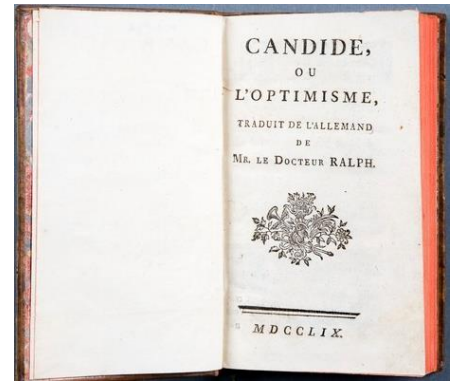 CANDIDE,
OU
L'OPTIMISME,
TRADUIT DE L'ALLEMAND
DE
MR. LE DOCTEUR RALPH.
MDCCLIX.